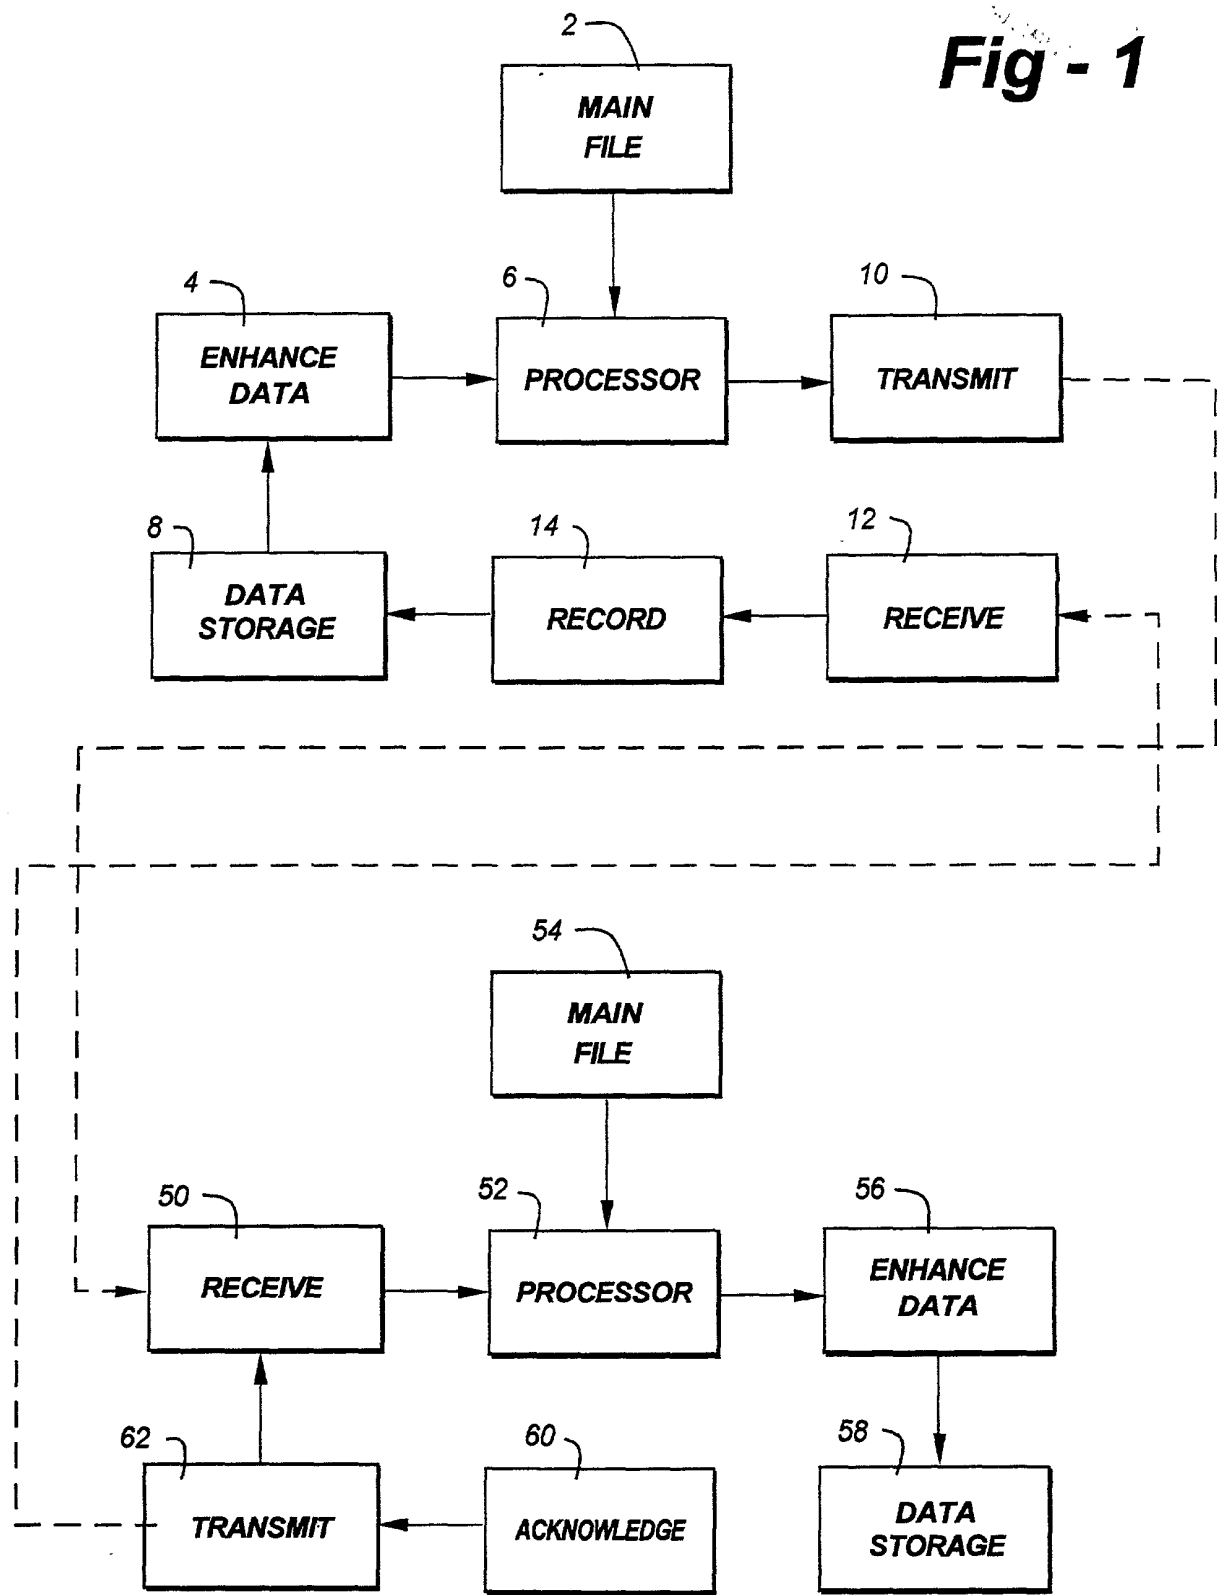 Fig - 1
2
MAIN
FILE
4
ENHANCE
DATA
6
PROCESSOR
10
TRANSMIT
8
DATA
STORAGE
14
RECORD
12
RECEIVE
54
MAIN
FILE
50
RECEIVE
52
PROCESSOR
56
ENHANCE
DATA
62
TRANSMIT
60
ACKNOWLEDGE
58
DATA
STORAGE